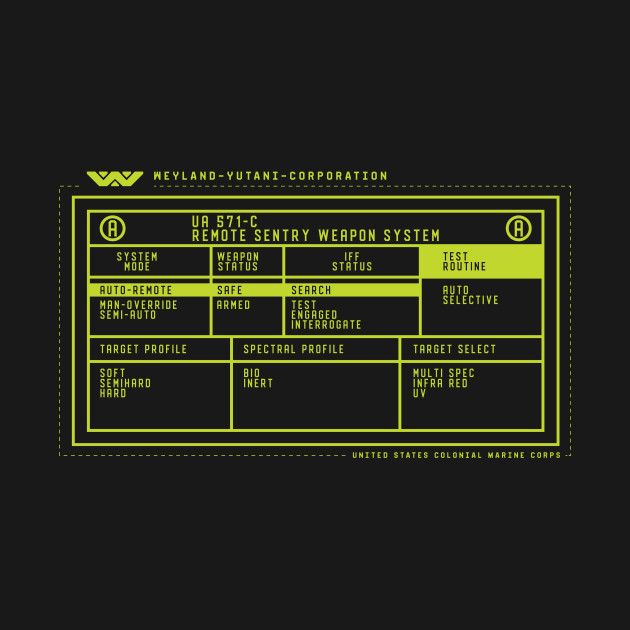 WEYLAND-YUTANI-CORPORATION
A
UA 571-C
REMOTE SENTRY WEAPON SYSTEM
A
SYSTEM
MODE
WEAPON
STATUS
IFF
STATUS
TEST
ROUTINE
AUTO-REMOTE
MAN-OVERRIDE
SEMI-AUTO
SAFE
ARMED
SEARCH
TEST
ENGAGED
INTERROGATE
AUTO
SELECTIVE
TARGET PROFILE
SOFT
SEMIHARD
HARD
SPECTRAL PROFILE
BIO
INERT
TARGET SELECT
MULTI SPEC
INFRA RED
UV
UNITED STATES COLONIAL MARINE CORPS